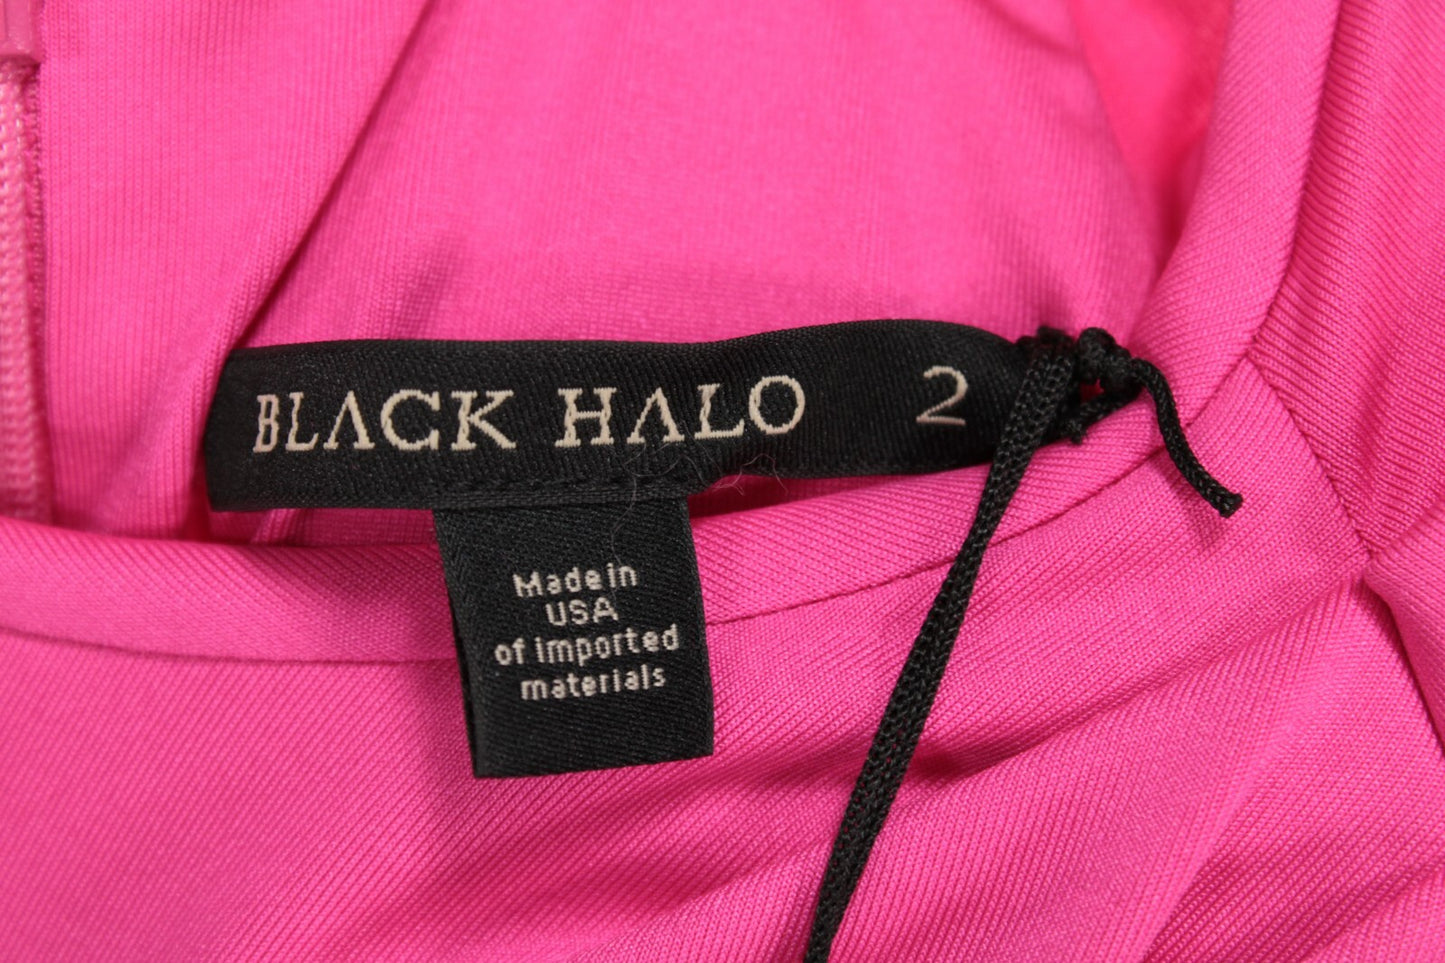 BLACK HALO 2
Made in
USA
of imported
materials